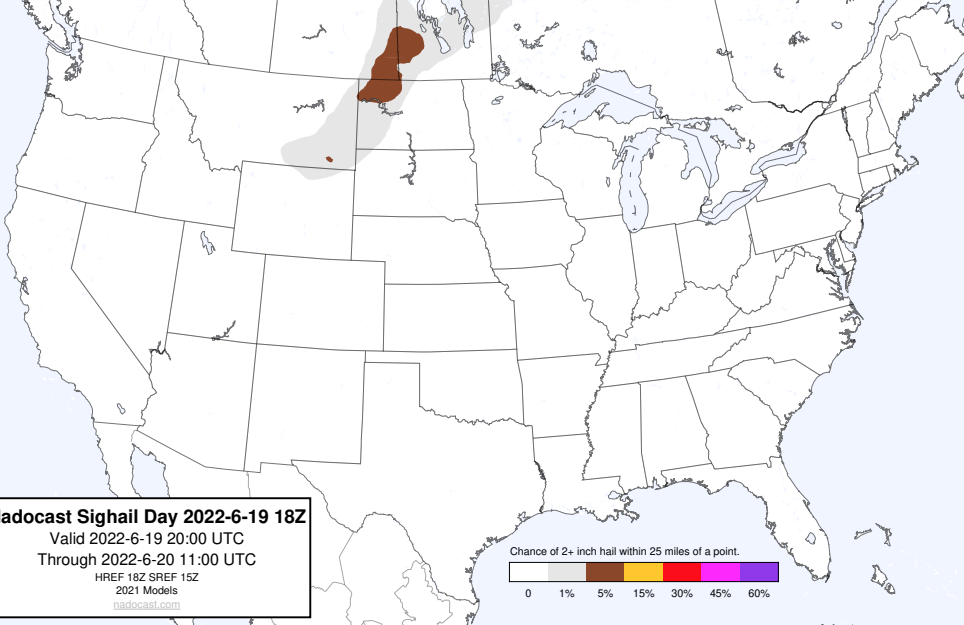 adocast Sighail Day 2022-6-19 18Z
Valid 2022-6-19 20:00 UTC
Through 2022-6-20 11:00 UTC
HREF 18Z SREF 15Z
2021 Models
nadocast.com
Chance of 2+ inch hail within 25 miles of a point.
0 1% 5% 15% 30% 45% 60%